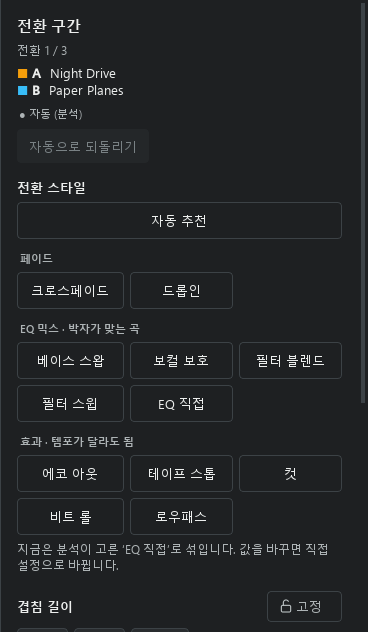 전환 구간
전환 1 / 3
A Night Drive
B Paper Planes
● 자동 (분석)
자동으로 되돌리기
전환 스타일
자동 추천
페이드
크로스페이드 드롭인
EQ 믹스 · 박자가 맞는 곡
베이스 스왑 보컬 보호 필터 블렌드
필터 스윕 EQ 직접
효과 · 템포가 달라도 됨
에코 아웃 테이프 스톱 컷
비트 롤 로우패스
지금은 분석이 고른 'EQ 직접'로 섞입니다. 값을 바꾸면 직접
설정으로 바뀝니다.
겹침 길이 고정